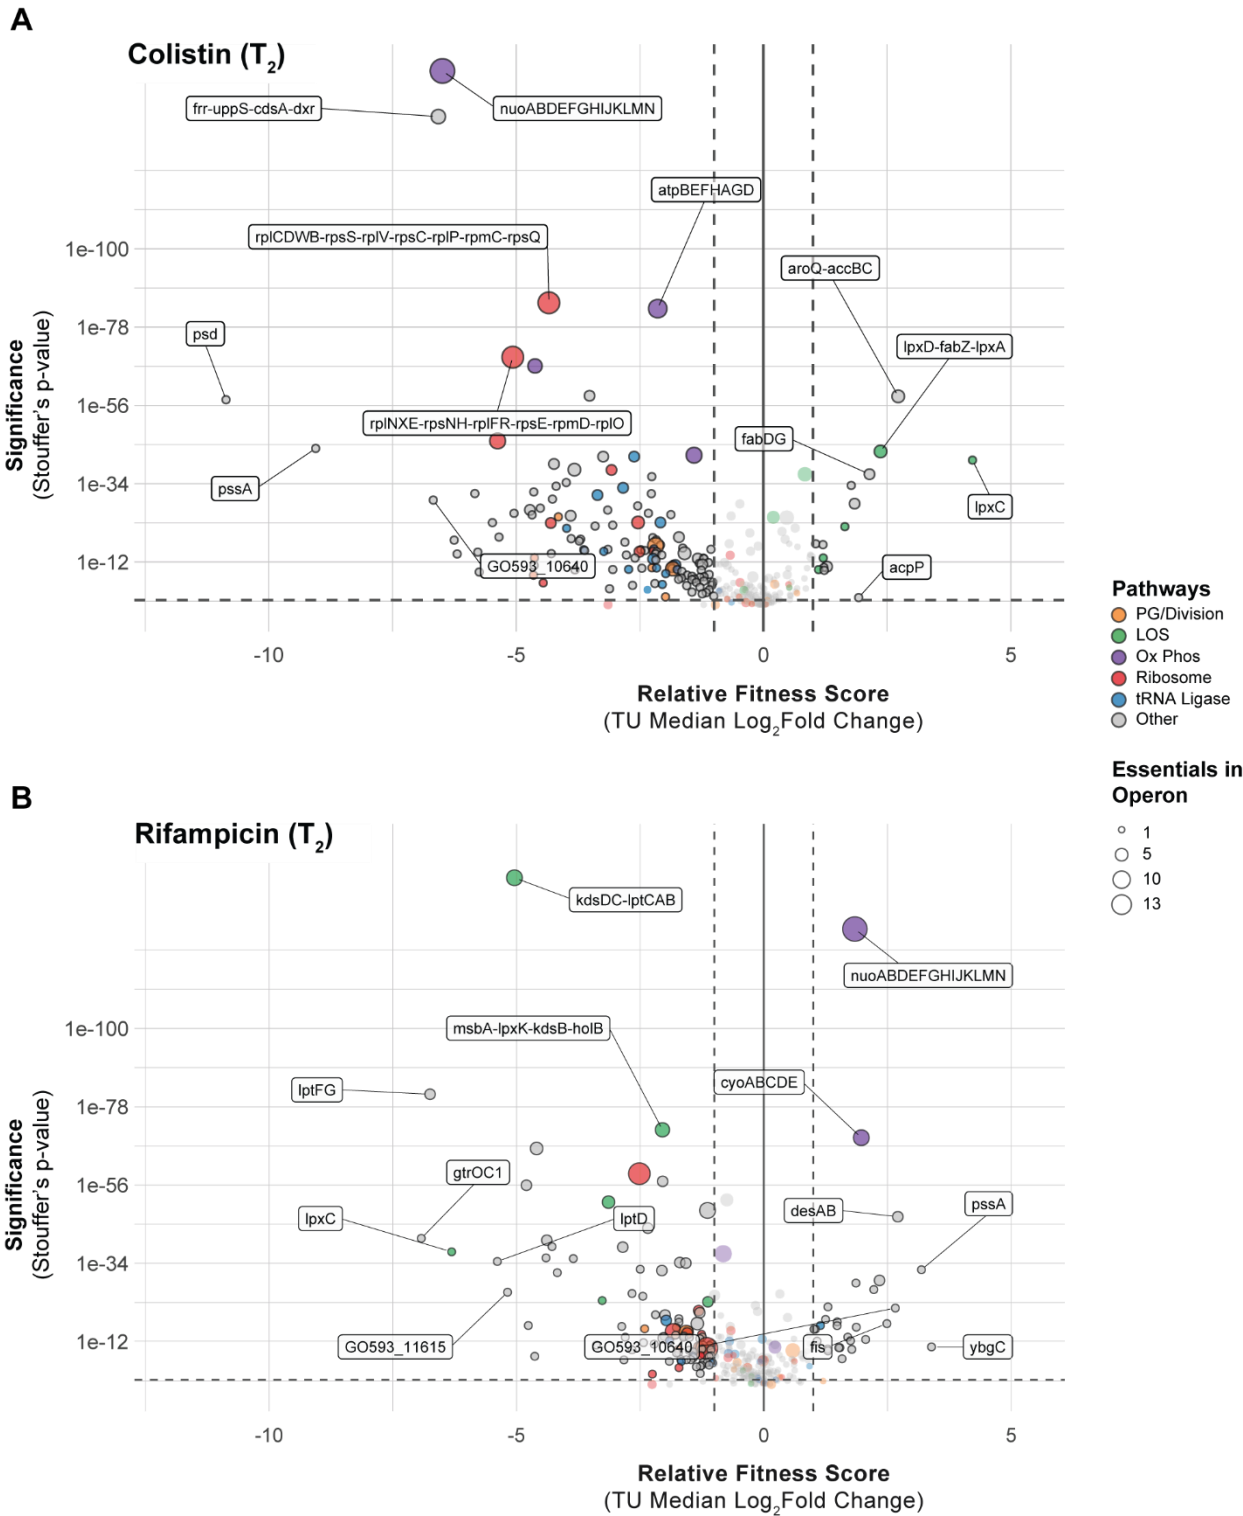 A
Colistin (T2)
frr-uppS-cdsA-dxr
nuoABDEFGHIJKLMN
atpBEFHAGD
rplCDWB-rpsS-rplV-rpsC-rplP-rpmC-rpsQ
1e-100
aroQ-accBC
psd
1e-78
lpxD-fabZ-lpxA
1e-56
rplNXE-rpsNH-rplFR-rpsE-rpmD-rplO
fabDG
pssA
1e-34
lpxC
GO593_10640
1e-12
acpP
Significance
(Stouffer's p-value)
-10
-5
0
5
Relative Fitness Score
(TU Median Log2Fold Change)
Pathways
PG/Division
LOS
Ox Phos
Ribosome
tRNA Ligase
Other
Essentials in
Operon
1
5
10
13
B
Rifampicin (T2)
kdsDC-lptCAB
nuoABDEFGHIJKLMN
1e-100
msbA-lpxK-kdsB-holB
lptFG
1e-78
cyoABCDE
gtrOC1
1e-56
lpxC
lptD
desAB
pssA
1e-34
GO593_11615
1e-12
GO593_10640
fis
ybgC
Significance
(Stouffer's p-value)
-10
-5
0
5
Relative Fitness Score
(TU Median Log2Fold Change)